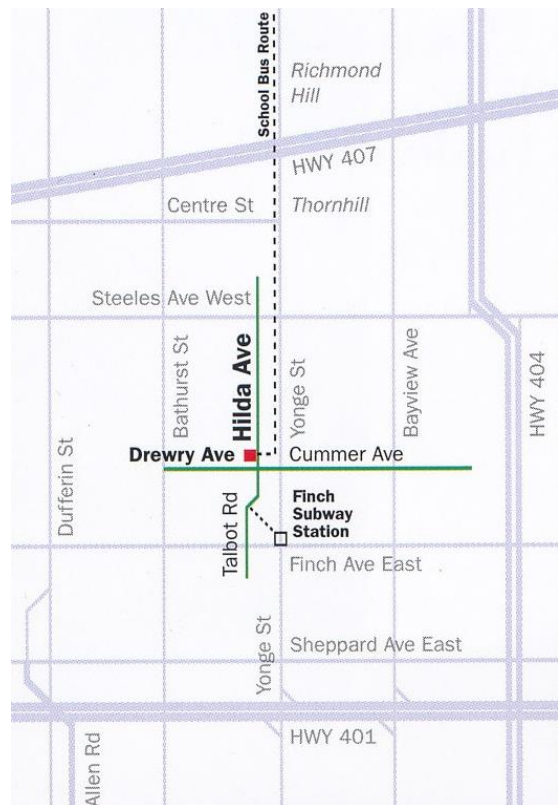 School Bus Route
Richmond
Hill
HWY 407
Centre St
Thornhill
Steeles Ave West
Bathurst St
Hilda Ave
Yonge St
Bayview Ave
HWY 404
Dufferin St
Drewry Ave
Cummer Ave
Talbot Rd
Finch
Subway
Station
Finch Ave East
Yonge St
Sheppard Ave East
HWY 401
Allen Rd